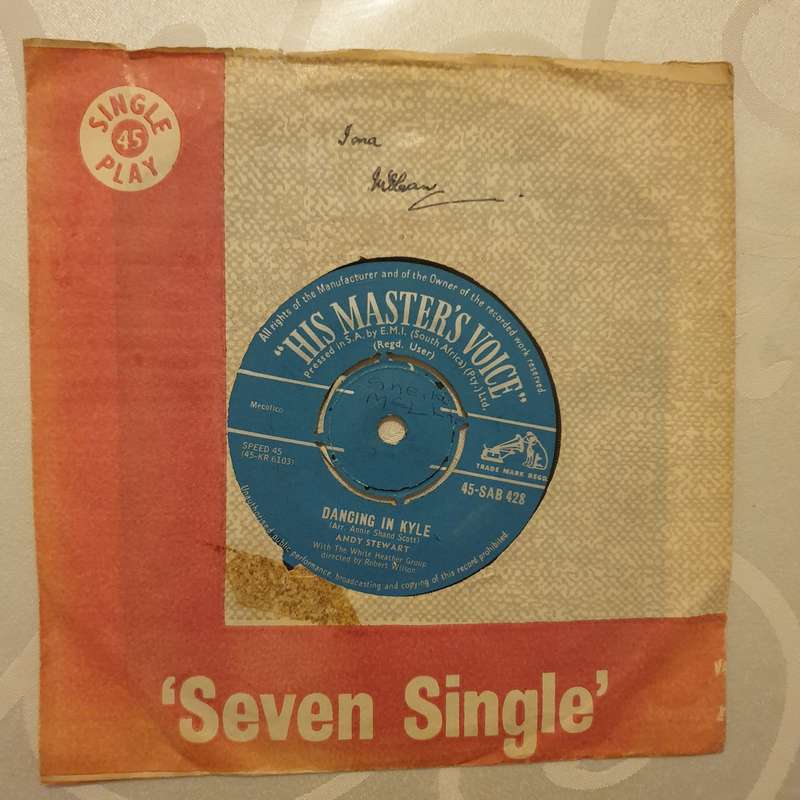 SINGLE
45
PLAY
Iona
All rights of the Manufacturer and of the Owner of the recorded work reserved
"HIS MASTER'S VOICE"
Pressed in S.A. by E.M.I. (South Africa) (Pty.) Ltd.
(Regd. User)
Mecolico
SPEED 45
(45-KR 6103)
TRADE MARK REGD.
45-SAB 428
DANCING IN KYLE
(Arr. Annie Shand Scott)
ANDY STEWART
With The White Heather Group
directed by Robert Wilson
Unauthorised public performance, broadcasting and copying of this record prohibited
'Seven Single'